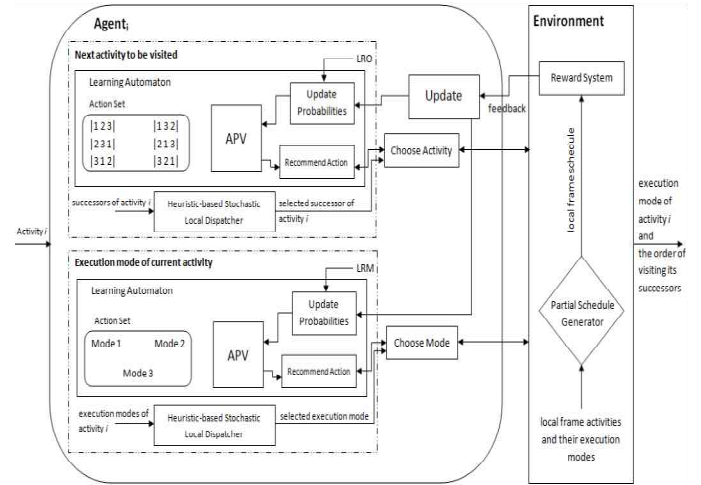 Agent i
Environment
Next activity to be visited
LRO
Learning Automaton
Action Set
|1 2 3| |1 3 2|
|2 3 1| |2 1 3|
|3 1 2| |3 2 1|
APV
Update
Probabilities
Recommend Action
Update
feedback
Reward System
Choose Activity
successors of activity i
Heuristic-based Stochastic
Local Dispatcher
selected successor of
activity i
Activity i
Execution mode of current activity
LRM
Learning Automaton
Action Set
Mode 1 Mode 2
Mode 3
APV
Update
Probabilities
Recommend Action
Choose Mode
execution modes of
activity i
Heuristic-based Stochastic
Local Dispatcher
selected execution mode
local frame schecule
Partial Schedule
Generator
local frame activities
and their execution
modes
execution
mode of
activity i
and
the order of
visiting its
successors